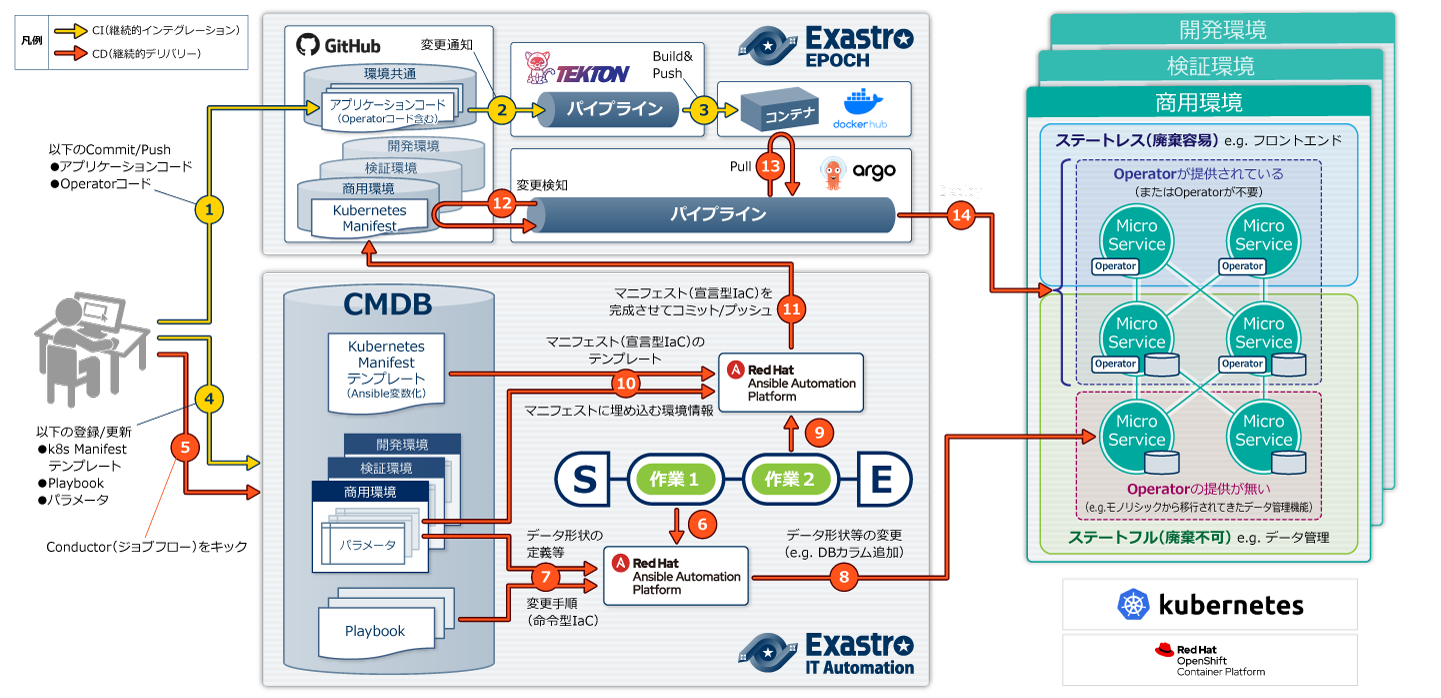 凡例
CI(継続的インテグレーション)
CD(継続的デリバリー)
以下のCommit/Push
●アプリケーションコード
●Operatorコード
1
4
5
以下の登録/更新
●k8s Manifest
テンプレート
●Playbook
●パラメータ
Conductor(ジョブフロー)をキック
GitHub
環境共通
アプリケーションコード
(Operatorコード含む)
開発環境
検証環境
商用環境
Kubernetes
Manifest
変更通知
2
TEKTON
パイプライン
Build&
Push
3
コンテナ
dockerhub
Exastro
EPOCH
Pull
13
argo
変更検知
12
パイプライン
14
CMDB
Kubernetes
Manifest
テンプレート
(Ansible変数化)
開発環境
検証環境
商用環境
パラメータ
Playbook
マニフェスト(宣言型IaC)を
完成させてコミット/プッシュ
11
マニフェスト(宣言型IaC)の
テンプレート
10
マニフェストに埋め込む環境情報
Red Hat
Ansible Automation
Platform
9
S
作業1
作業2
E
6
データ形状の
定義等
7
変更手順
(命令型IaC)
Red Hat
Ansible Automation
Platform
データ形状等の変更
(e.g. DBカラム追加)
8
Exastro
IT Automation
開発環境
検証環境
商用環境
ステートレス(廃棄容易) e.g. フロントエンド
Operatorが提供されている
(またはOperatorが不要)
Micro
Service
Operator
Micro
Service
Operator
Micro
Service
Operator
Micro
Service
Operator
Micro
Service
Micro
Service
Operatorの提供が無い
(e.g.モノリシックから移行されてきたデータ管理機能)
ステートフル(廃棄不可) e.g. データ管理
kubernetes
Red Hat
OpenShift
Container Platform